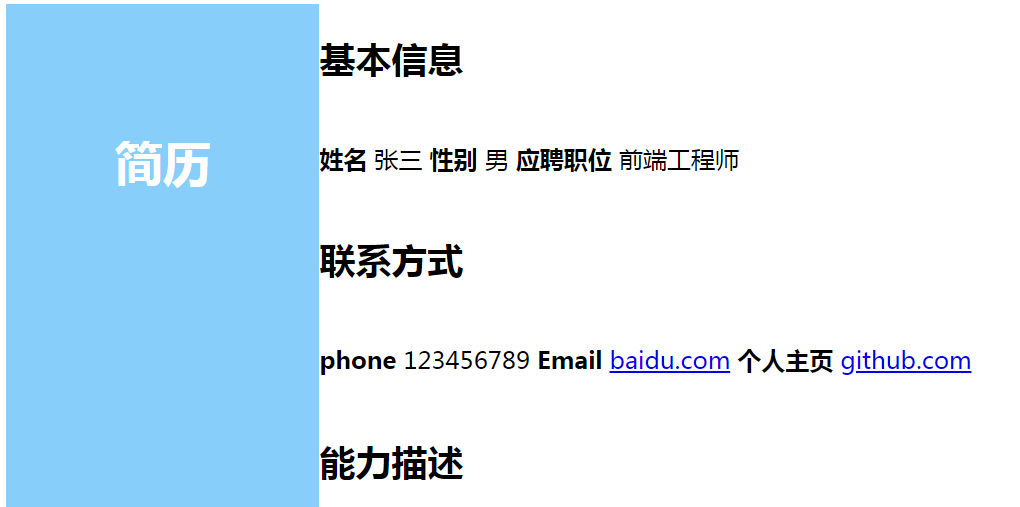 简历
基本信息
姓名 张三 性别 男 应聘职位 前端工程师
联系方式
phone 123456789 Email baidu.com 个人主页 github.com
能力描述